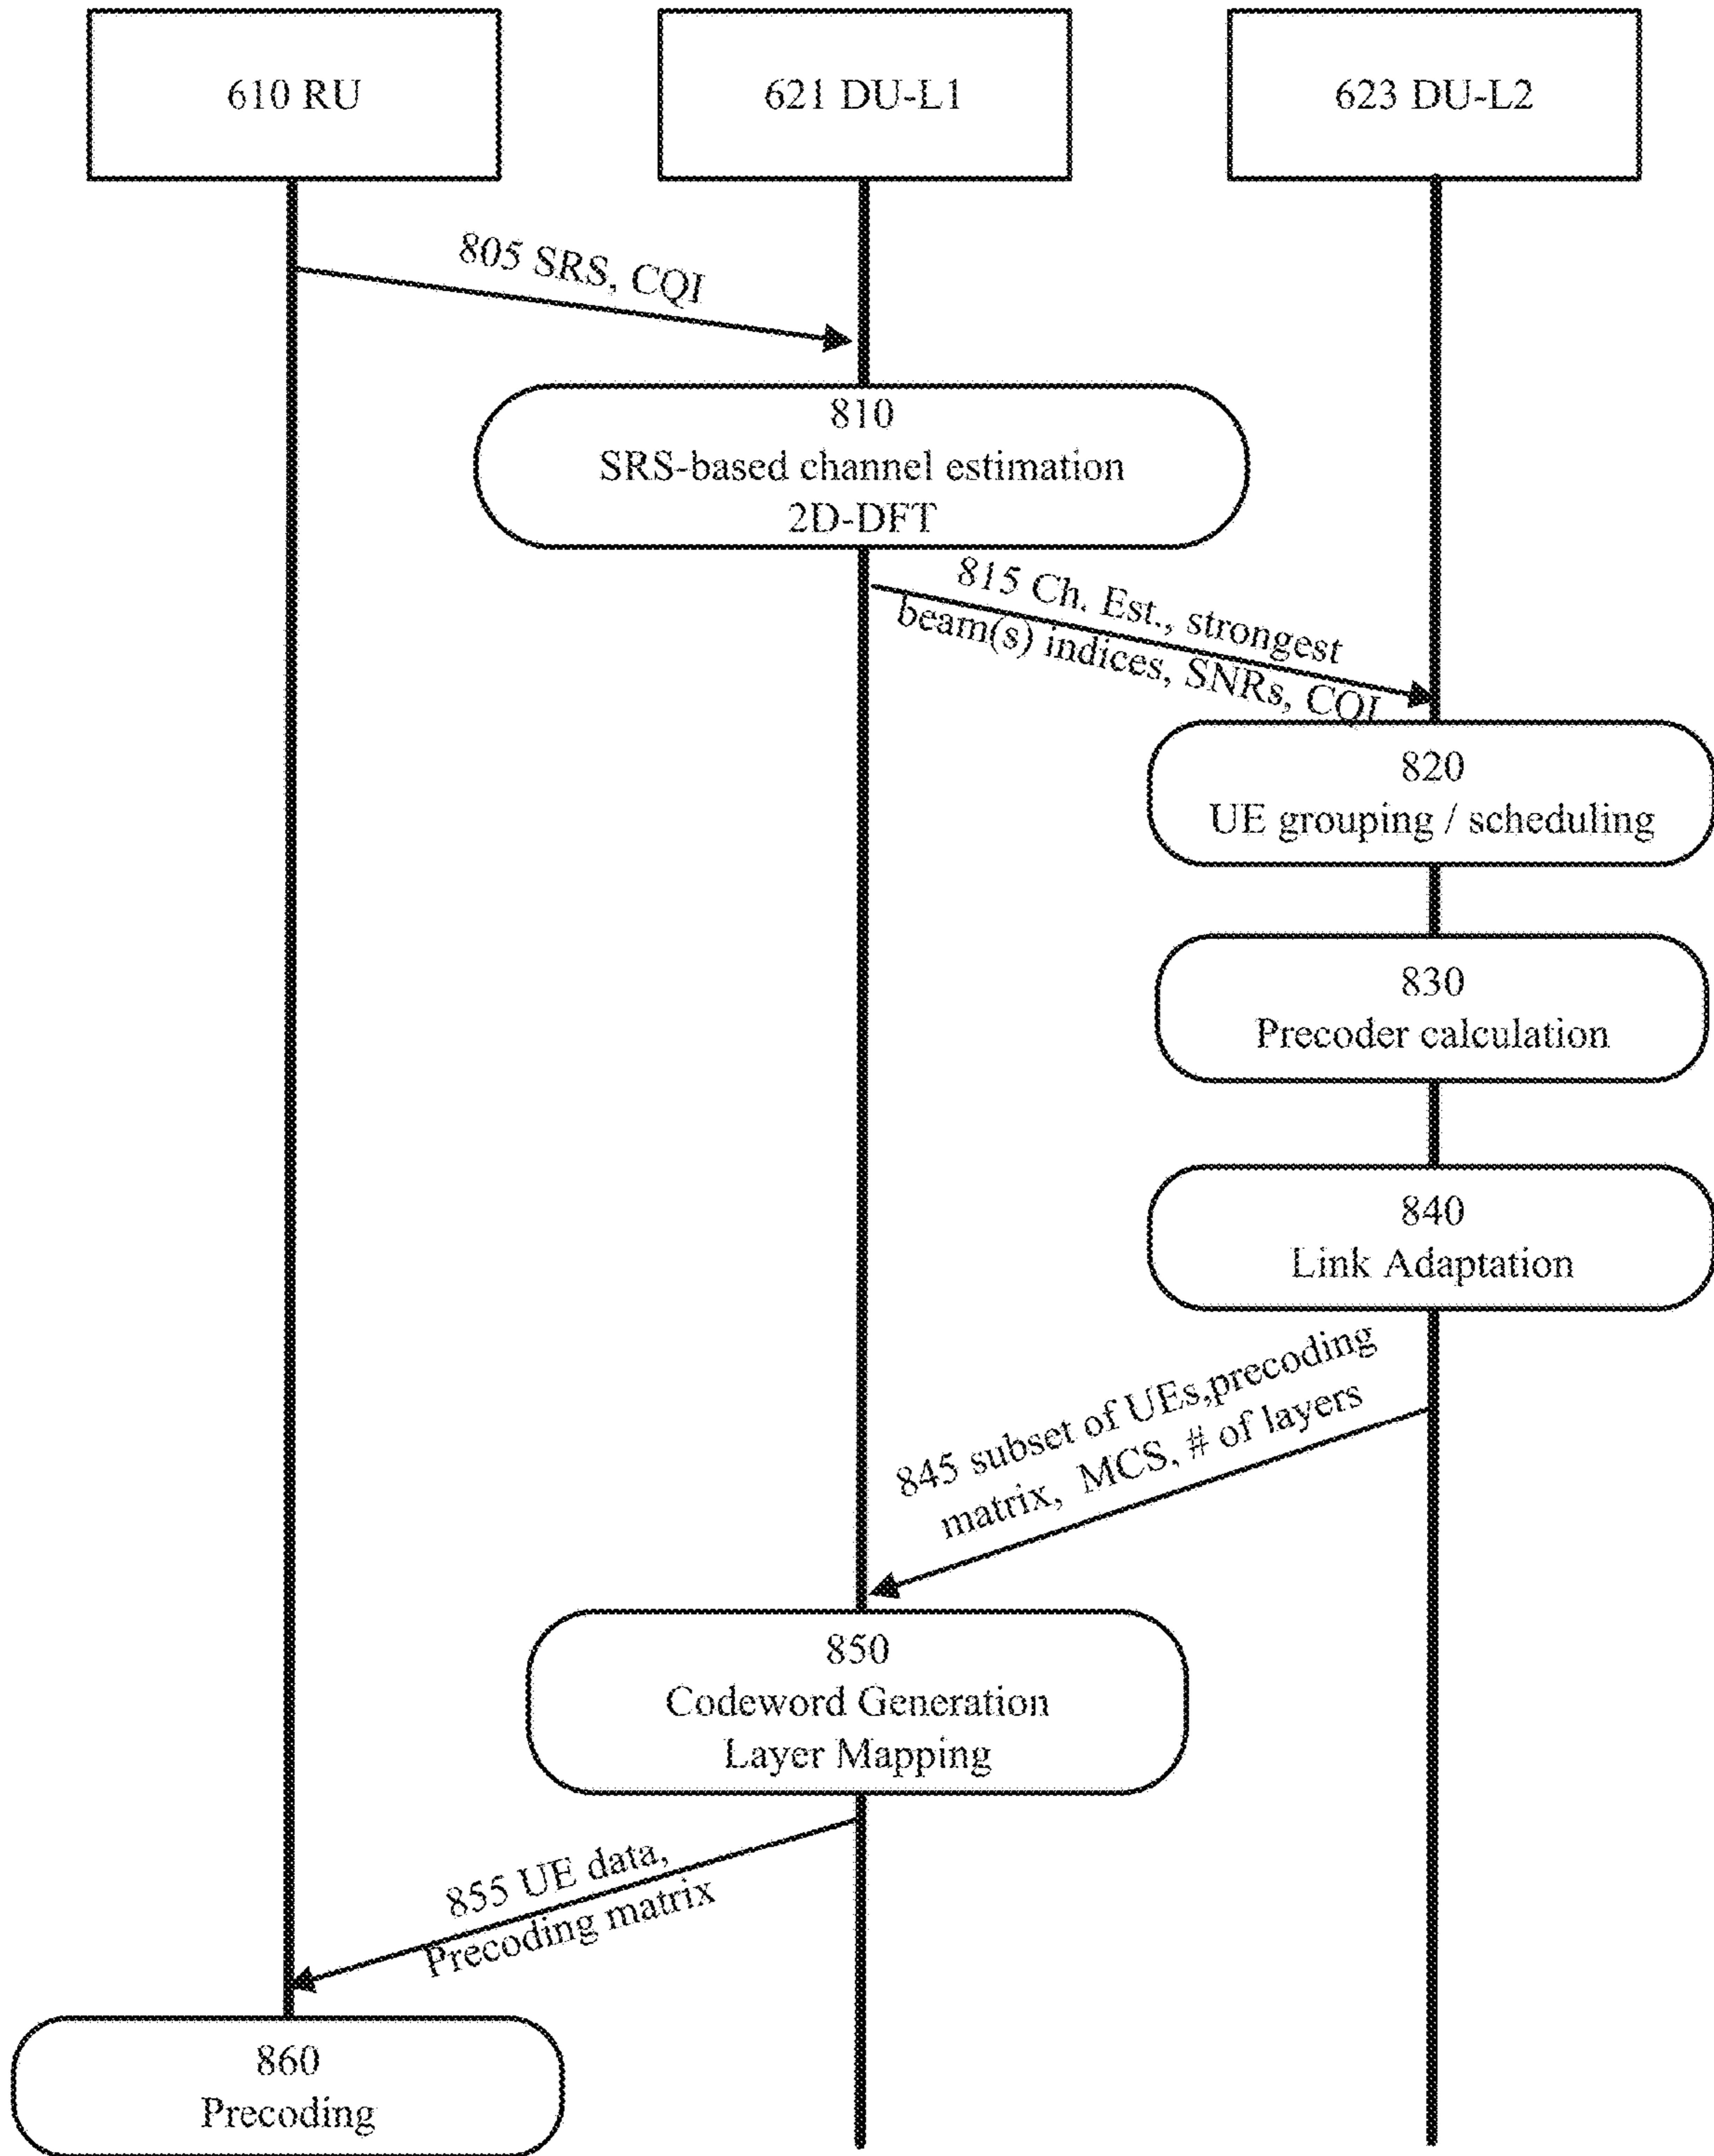 610 RU
621 DU-L1
623 DU-L2
805 SRS, CQI
810
SRS-based channel estimation
2D-DFT
815 Ch. Est., strongest
beam(s) indices, SNRs, CQI
820
UE grouping / scheduling
830
Precoder calculation
840
Link Adaptation
845 subset of UEs,precoding
matrix, MCS, # of layers
850
Codeword Generation
Layer Mapping
855 UE data,
Precoding matrix
860
Precoding